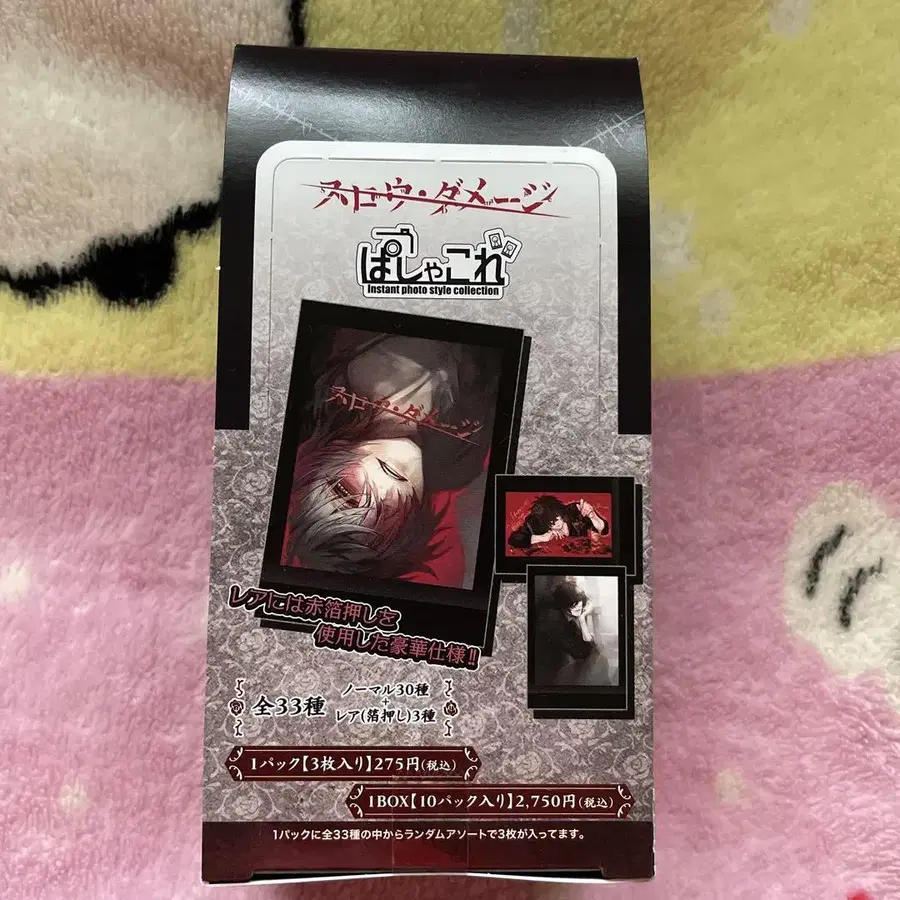 スロウ・ダメージ
ぱしゃこれ
Instant photo style collection
スロウ・ダメージ
レアには赤箔押しを
使用した豪華仕様!!
全33種
ノーマル30種
+
レア(箔押し)3種
1パック【3枚入り】275円(税込)
1BOX【10パック入り】2,750円(税込)
1パックに全33種の中からランダムアソートで3枚が入ってます。